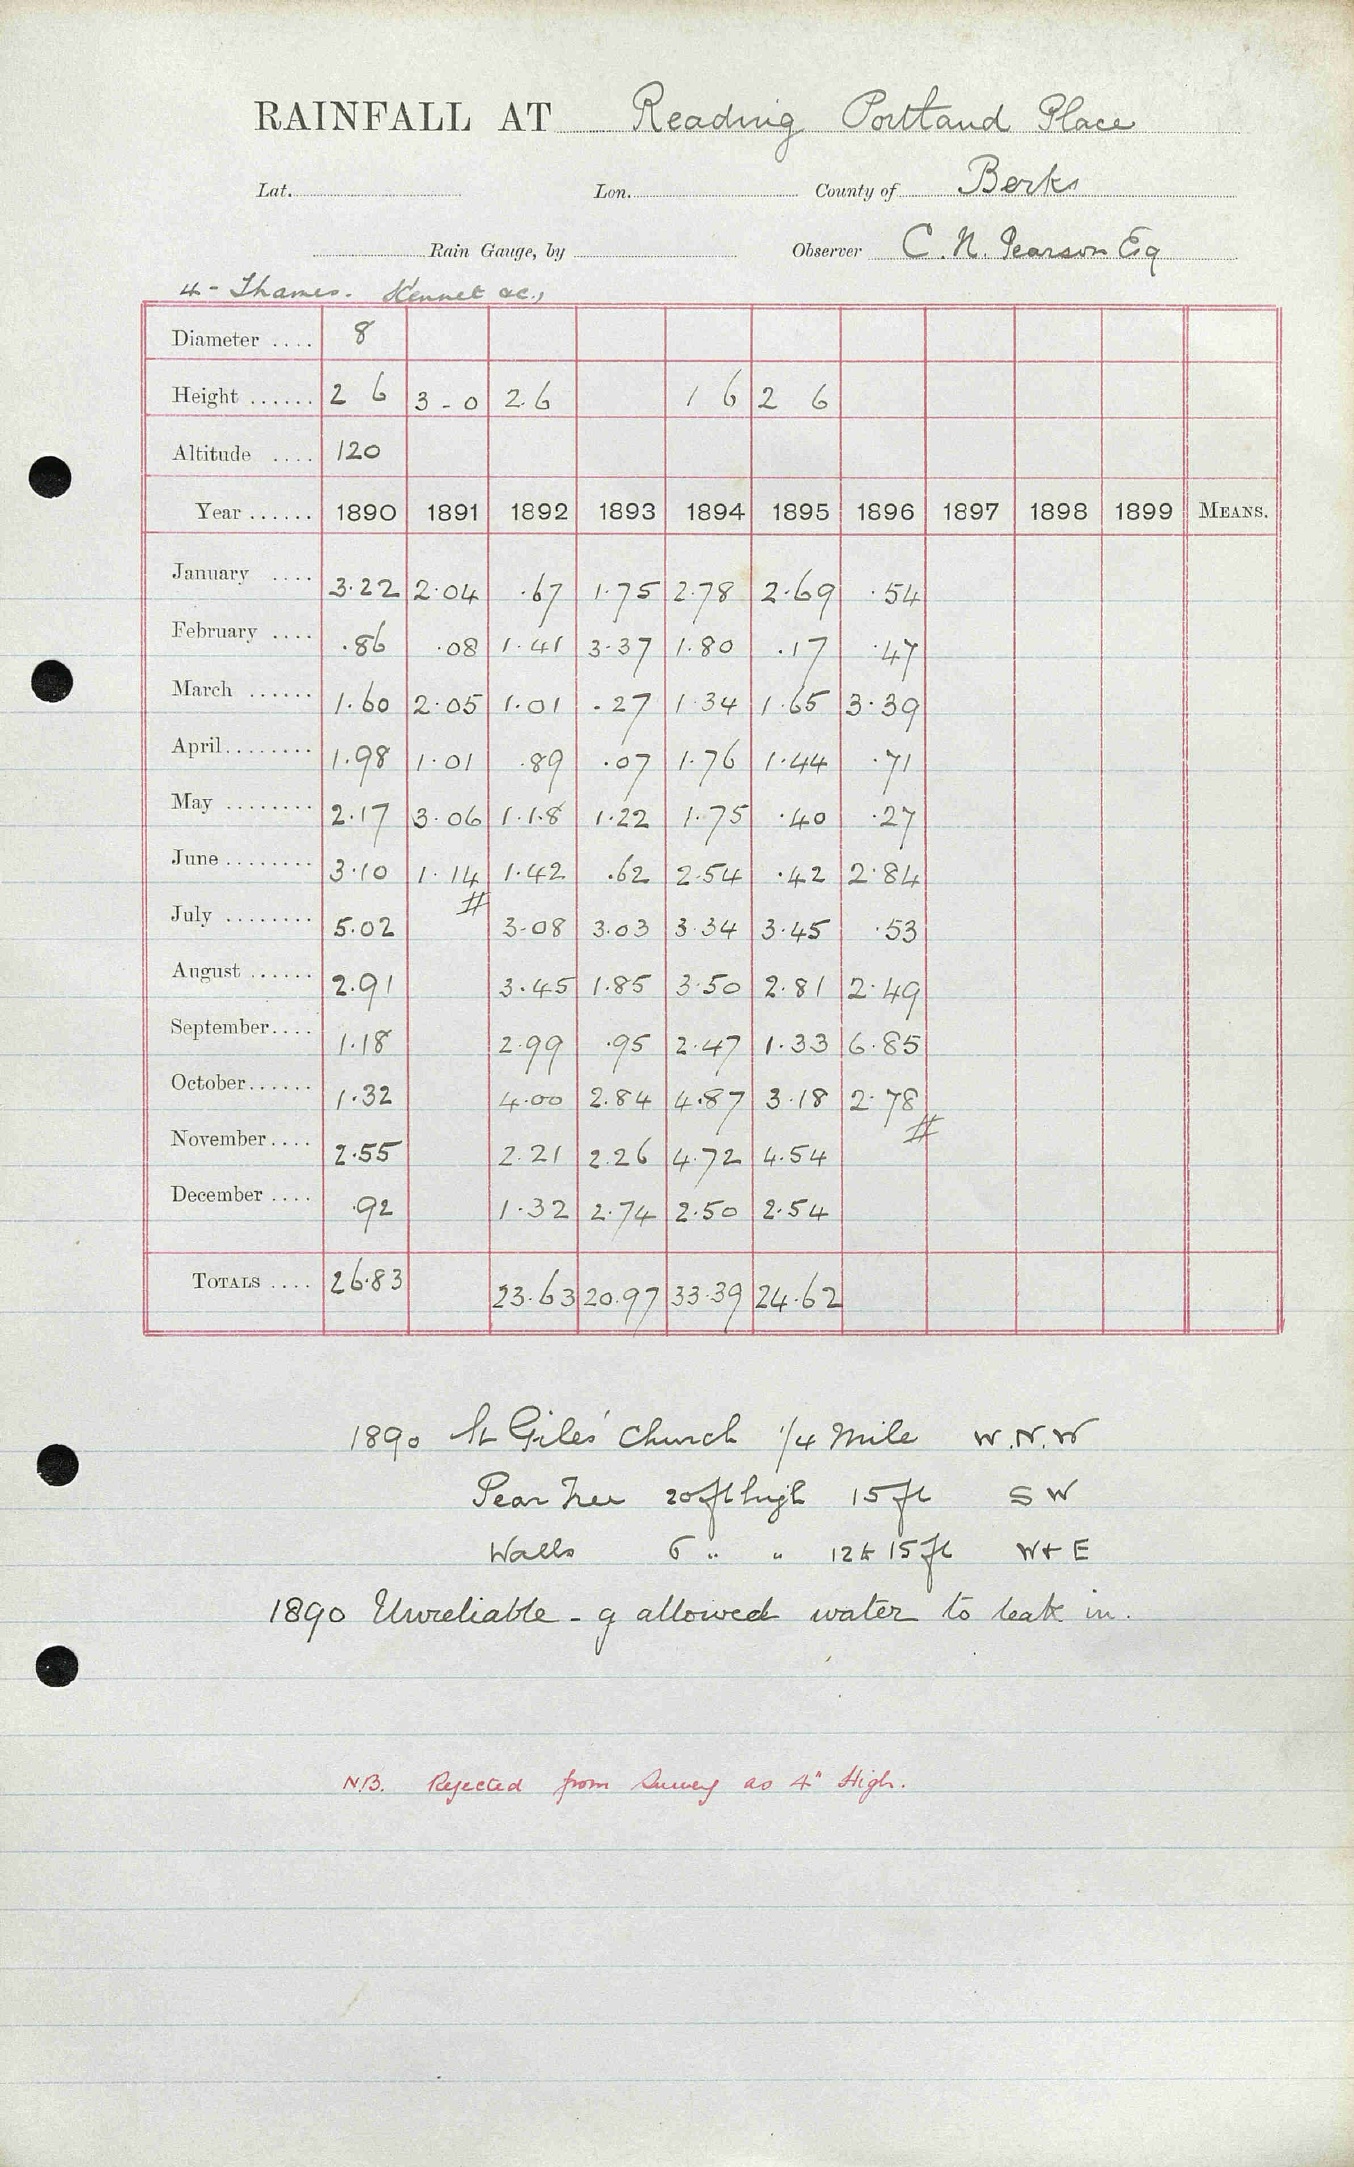 RAINFALL AT Reading Portland Place
Lat. Lon. County of Berks
Rain Gauge, by Observer C. N. Pearson Esq
4 - Thames. Kennet &c.,
Diameter .... 8
Height ...... 2 6 3 - 0 2 6 1 6 2 6
Altitude .... 120
Year ...... 1890 1891 1892 1893 1894 1895 1896 1897 1898 1899 MEANS.
January .... 3.22 2.04 .67 1.75 2.78 2.69 .54
February .... .86 .08 1.41 3.37 1.80 .17 .47
March ...... 1.60 2.05 1.01 .27 1.34 1.65 3.39
April........ 1.98 1.01 .89 .07 1.76 1.44 .71
May ........ 2.17 3.06 1.18 1.22 1.75 .40 .27
June ........ 3.10 1.14 1.42 .62 2.54 .42 2.84
#
July ........ 5.02 3.08 3.03 3.34 3.45 .53
August ...... 2.91 3.45 1.85 3.50 2.81 2.49
September.... 1.18 2.99 .95 2.47 1.33 6.85
October...... 1.32 4.00 2.84 4.87 3.18 2.78
#
November.... 2.55 2.21 2.26 4.72 4.54
December .... .92 1.32 2.74 2.50 2.54
TOTALS .... 26.83 23.63 20.97 33.39 24.62
1890 St Giles' Church 1/4 Mile W.N.W
Pear Tree 20 ft high 15 ft S W
Walls 6 " " 12 to 15 ft W + E
1890 Unreliable - g allowed water to leak in.
N.B. Rejected from Survey as 4" High.